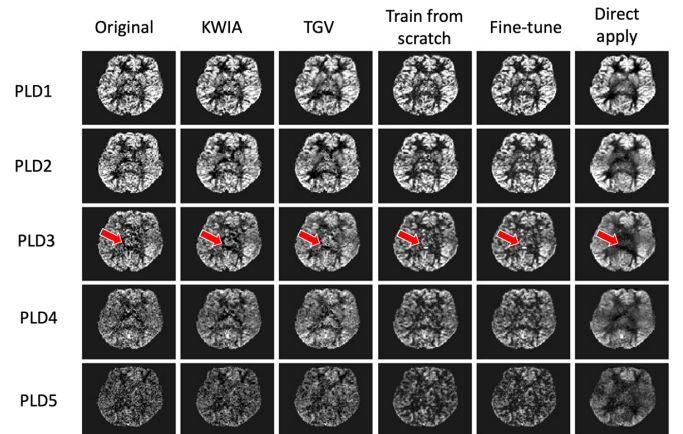 Original KWIA TGV Train from scratch Fine-tune Direct apply
PLD1
PLD2
PLD3
PLD4
PLD5